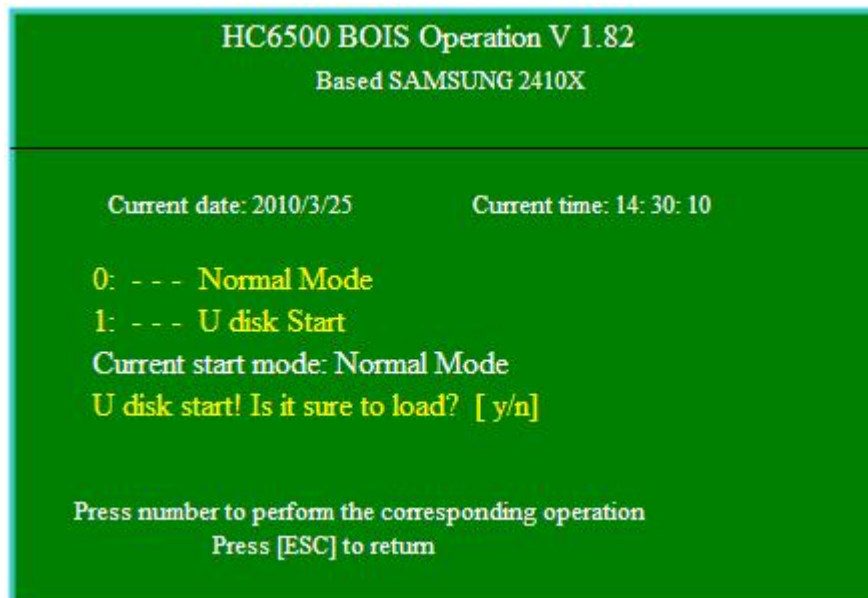 HC6500 BOIS Operation V 1.82
Based SAMSUNG 2410X
Current date: 2010/3/25 Current time: 14: 30: 10
0: - - - Normal Mode
1: - - - U disk Start
Current start mode: Normal Mode
U disk start! Is it sure to load? [ y/n]
Press number to perform the corresponding operation
Press [ESC] to return